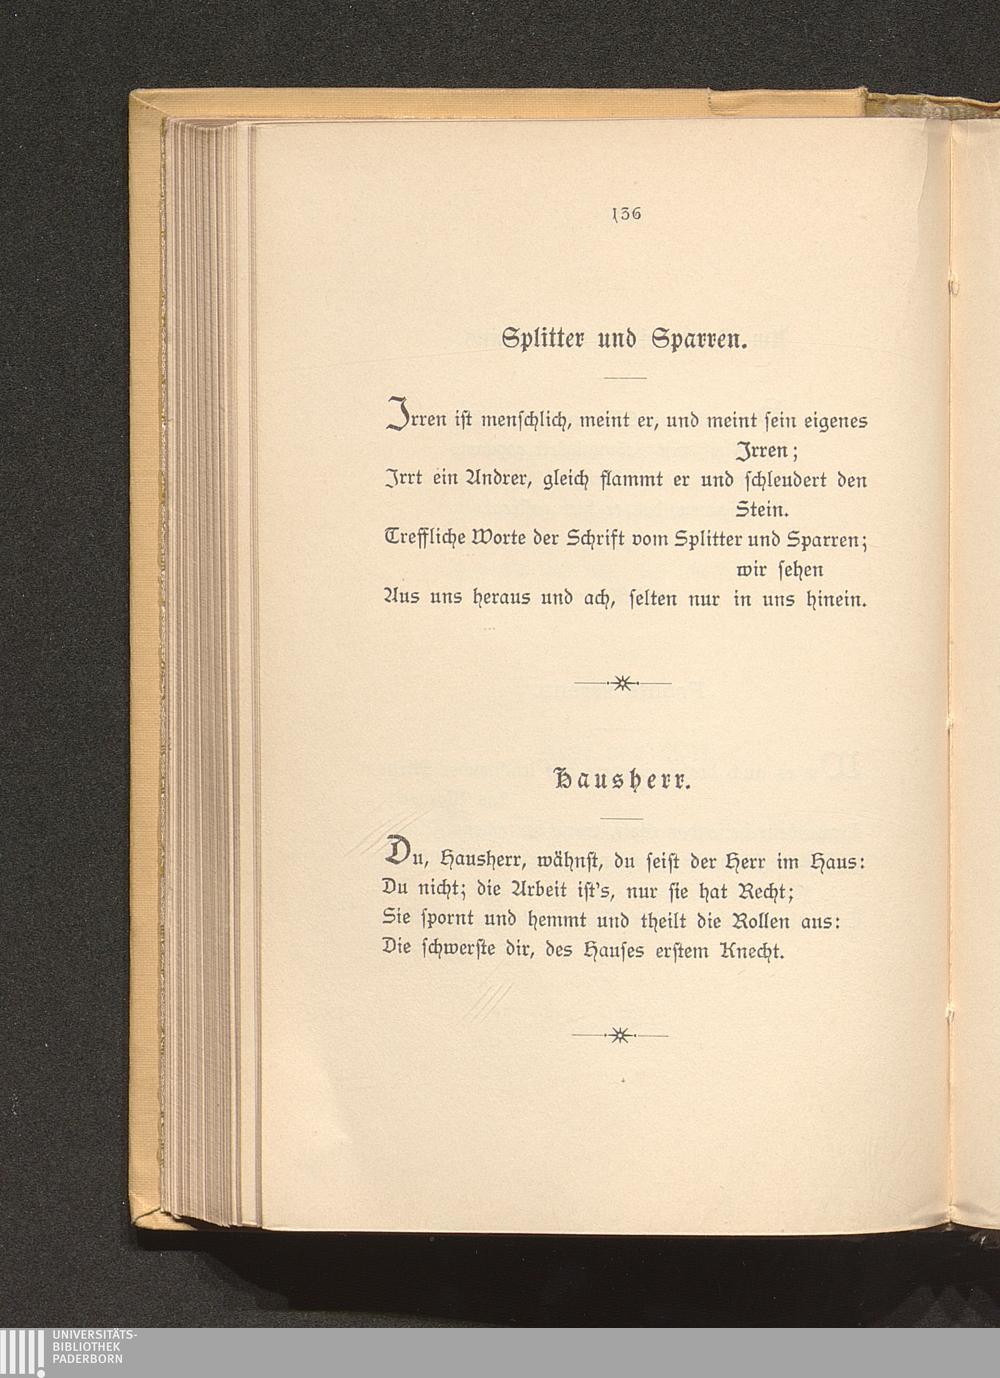 136
Splitter und Sparren.
Irren ist menschlich, meint er, und meint sein eigenes
Irren;
Irrt ein Andrer, gleich flammt er und schleudert den
Stein.
Treffliche Worte der Schrift vom Splitter und Sparren;
wir sehen
Aus uns heraus und ach, selten nur in uns hinein.
Hausherr.
Du, Hausherr, wähnst, du seist der Herr im Haus:
Du nicht; die Arbeit ist's, nur sie hat Recht;
Sie spornt und hemmt und theilt die Rollen aus:
Die schwerste dir, des Hauses erstem Knecht.
UNIVERSITÄTS-
BIBLIOTHEK
PADERBORN